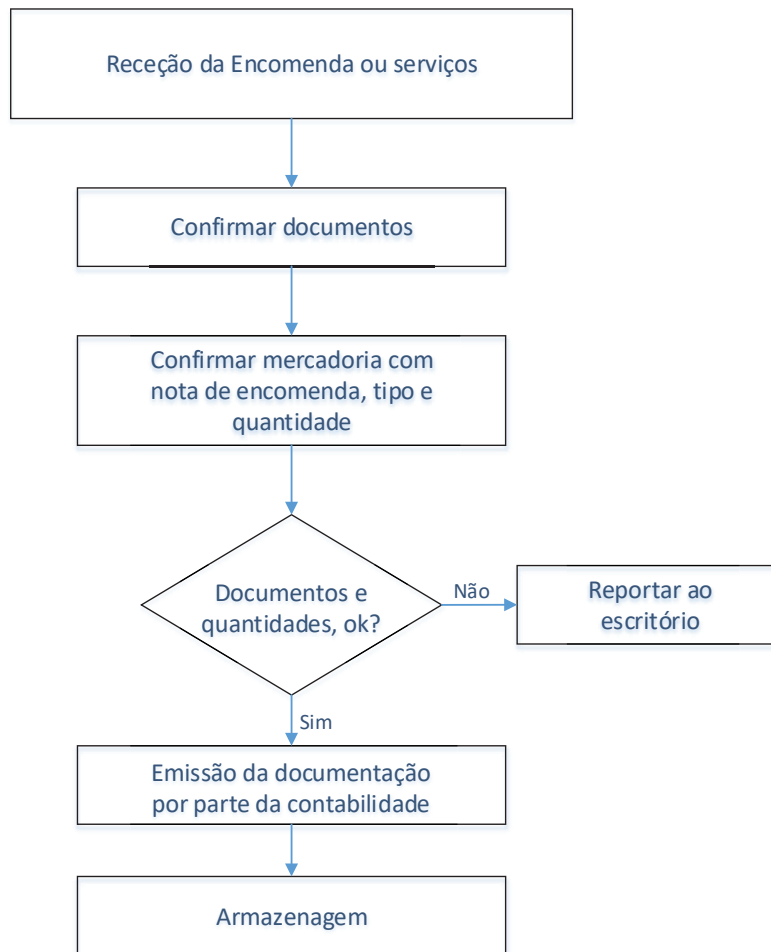 Receção da Encomenda ou serviços
Confirmar documentos
Confirmar mercadoria com
nota de encomenda, tipo e
quantidade
Documentos e
quantidades, ok?
Não
Reportar ao
escritório
Sim
Emissão da documentação
por parte da contabilidade
Armazenagem